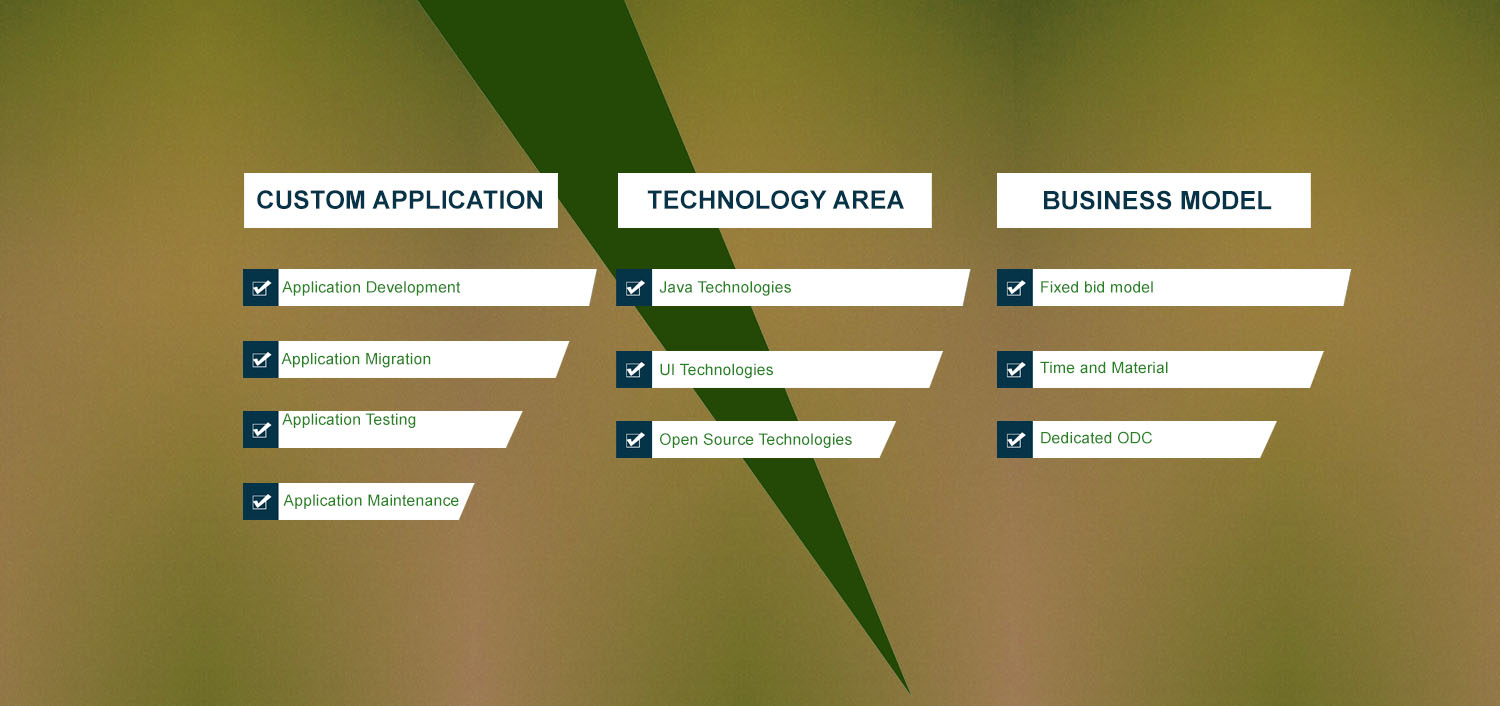 CUSTOM APPLICATION
Application Development
Application Migration
Application Testing
Application Maintenance
TECHNOLOGY AREA
Java Technologies
UI Technologies
Open Source Technologies
BUSINESS MODEL
Fixed bid model
Time and Material
Dedicated ODC